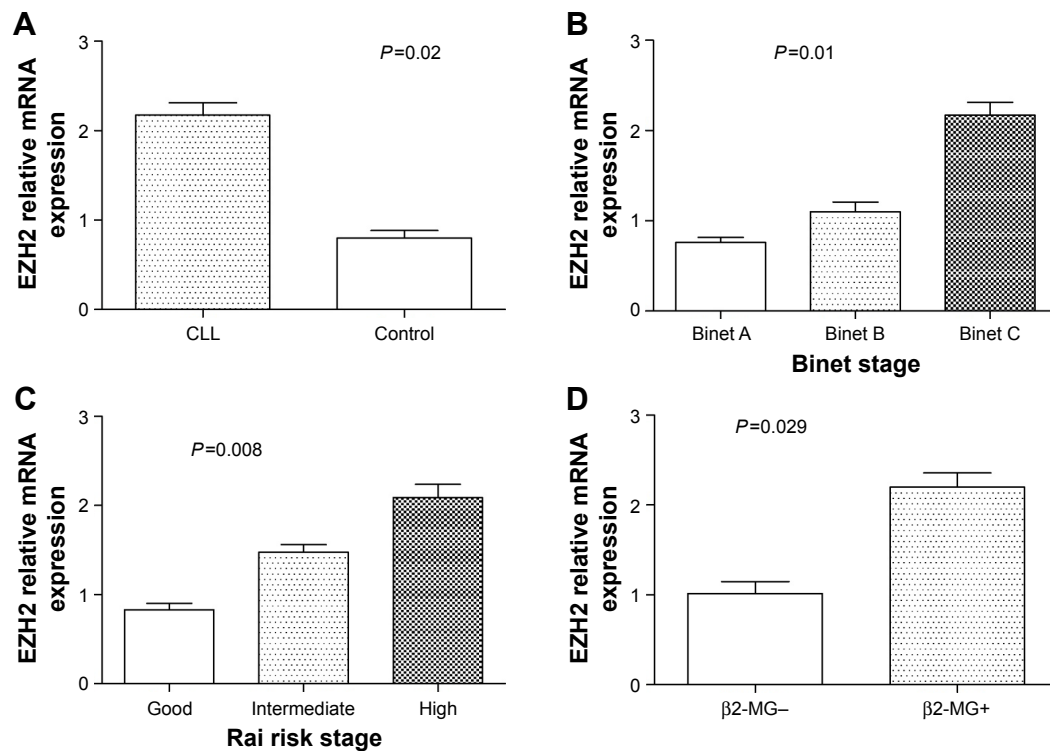 A
EZH2 relative mRNA
expression
3
2
1
0
P=0.02
CLL
Control
B
EZH2 relative mRNA
expression
3
2
1
0
P=0.01
Binet A
Binet B
Binet C
Binet stage
C
EZH2 relative mRNA
expression
3
2
1
0
P=0.008
Good
Intermediate
High
Rai risk stage
D
EZH2 relative mRNA
expression
3
2
1
0
P=0.029
β2-MG–
β2-MG+